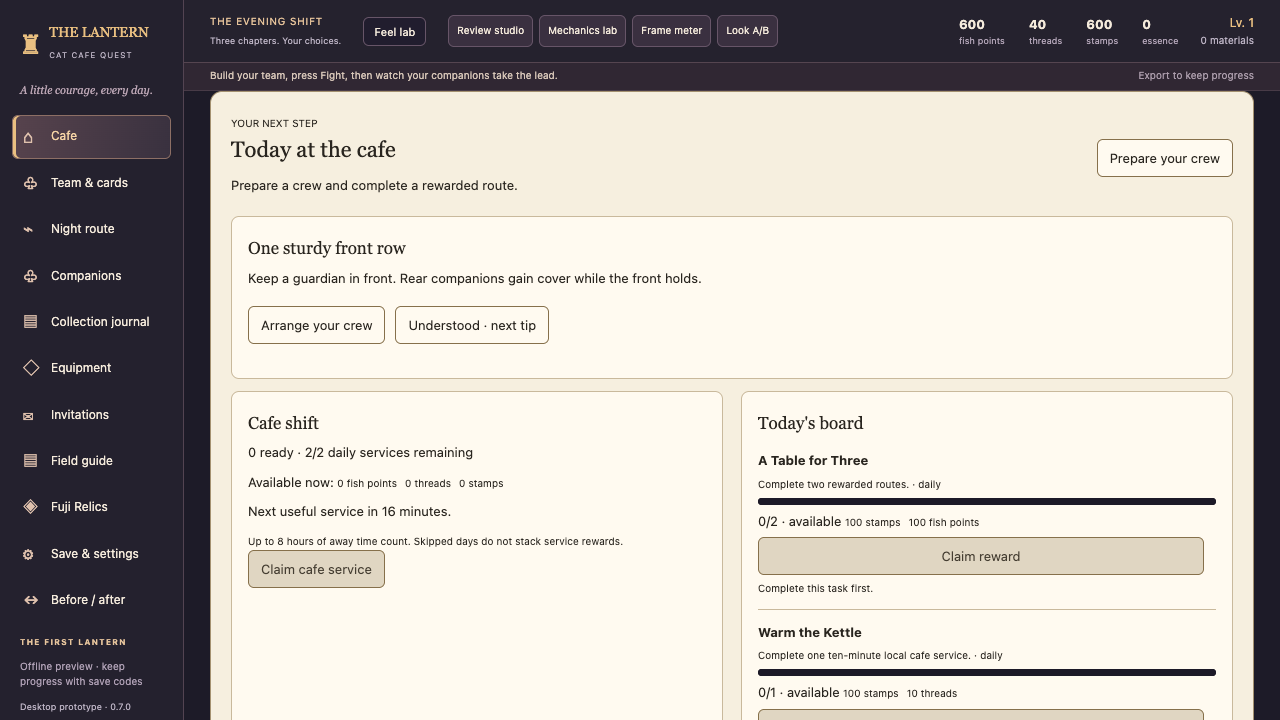 THE LANTERN
CAT CAFE QUEST
A little courage, every day.
Cafe
Team & cards
Night route
Companions
Collection journal
Equipment
Invitations
Field guide
Fuji Relics
Save & settings
Before / after
THE FIRST LANTERN
Offline preview · keep
progress with save codes
Desktop prototype · 0.7.0
THE EVENING SHIFT
Three chapters. Your choices.
Feel lab
Review studio
Mechanics lab
Frame meter
Look A/B
600
fish points
40
threads
600
stamps
0
essence
Lv. 1
0 materials
Build your team, press Fight, then watch your companions take the lead.
Export to keep progress
YOUR NEXT STEP
Today at the cafe
Prepare a crew and complete a rewarded route.
Prepare your crew
One sturdy front row
Keep a guardian in front. Rear companions gain cover while the front holds.
Arrange your crew
Understood · next tip
Cafe shift
0 ready · 2/2 daily services remaining
Available now: 0 fish points 0 threads 0 stamps
Next useful service in 16 minutes.
Up to 8 hours of away time count. Skipped days do not stack service rewards.
Claim cafe service
Today's board
A Table for Three
Complete two rewarded routes. · daily
0/2 · available 100 stamps 100 fish points
Claim reward
Complete this task first.
Warm the Kettle
Complete one ten-minute local cafe service. · daily
0/1 · available 100 stamps 10 threads